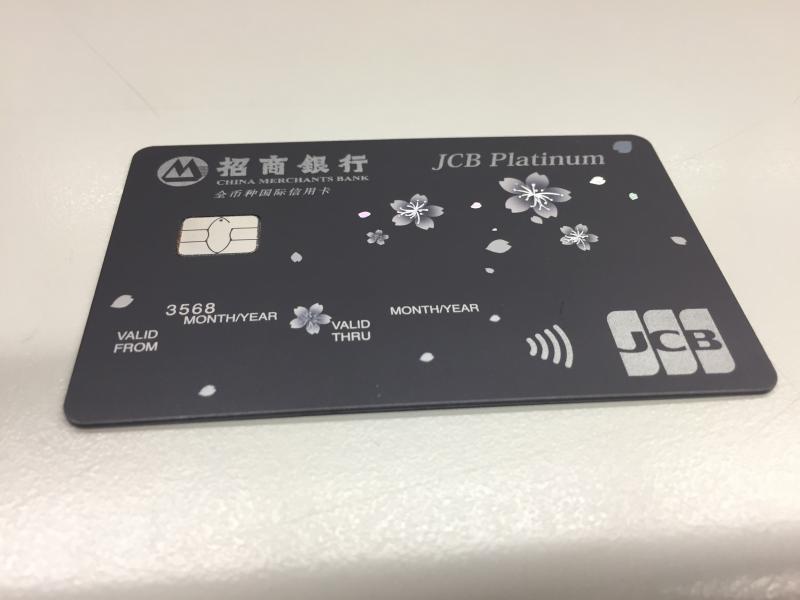 招商銀行
CHINA MERCHANTS BANK
全币种国际信用卡
JCB Platinum
3568
MONTH/YEAR
MONTH/YEAR
VALID FROM
VALID THRU
JCB